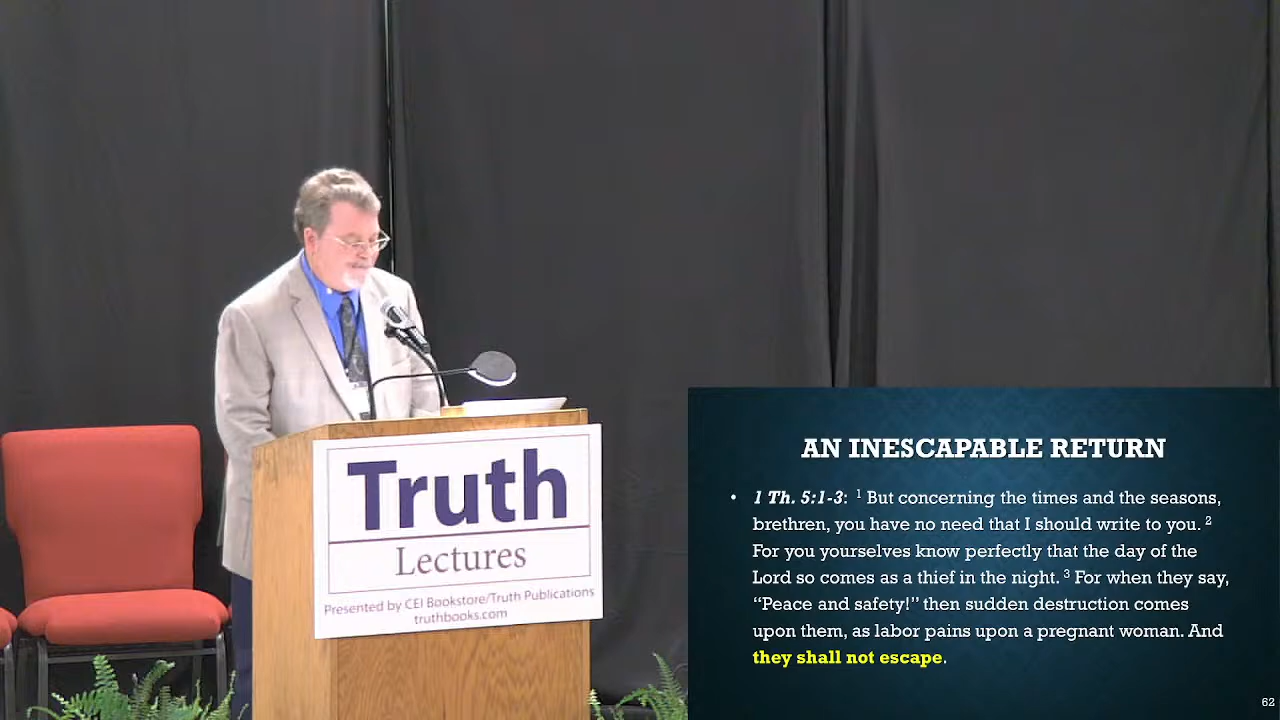 Truth
Lectures
Presented by CEI Bookstore/Truth Publications
truthbooks.com
AN INESCAPABLE RETURN
• 1 Th. 5:1-3: 1 But concerning the times and the seasons,
brethren, you have no need that I should write to you. 2
For you yourselves know perfectly that the day of the
Lord so comes as a thief in the night. 3 For when they say,
“Peace and safety!” then sudden destruction comes
upon them, as labor pains upon a pregnant woman. And
they shall not escape.
62